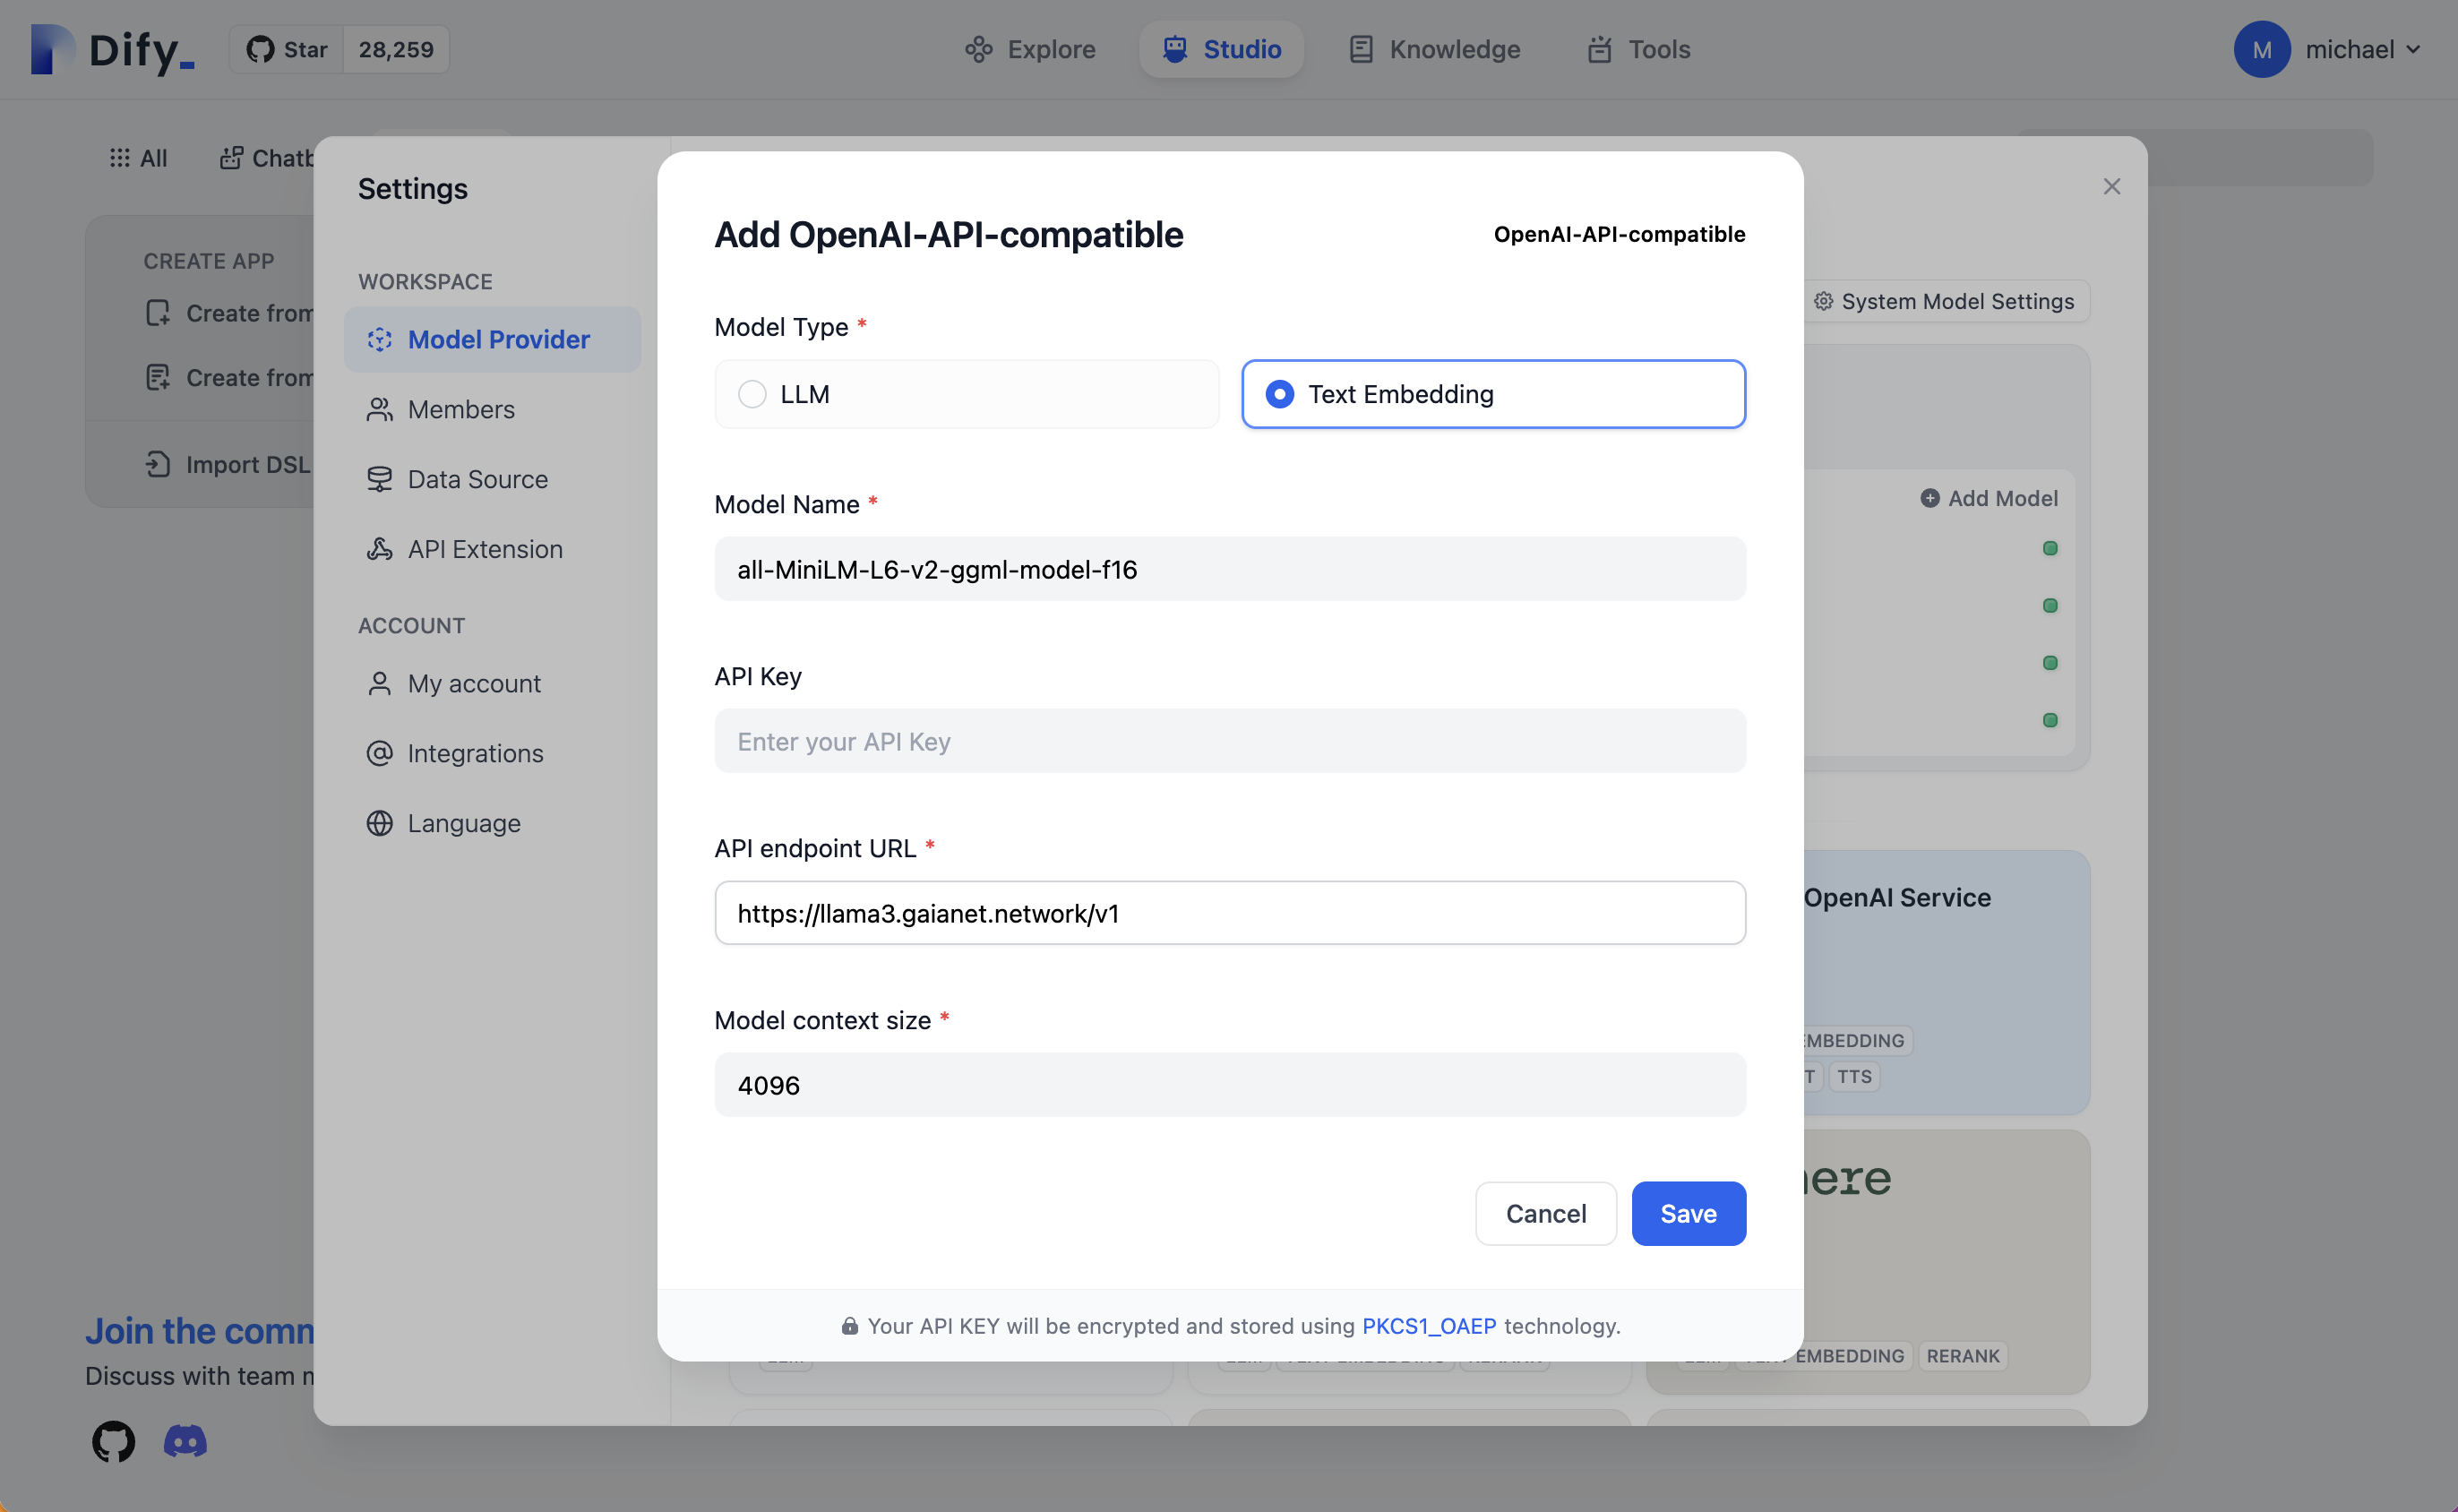 Dify_
Star
28,259
Explore
Studio
Knowledge
Tools
M
michael
All
Chatb
CREATE APP
Create from
Create from
Import DSL
Join the comm
Discuss with team m
Settings
WORKSPACE
Model Provider
Members
Data Source
API Extension
ACCOUNT
My account
Integrations
Language
Add OpenAI-API-compatible
OpenAI-API-compatible
Model Type *
LLM
Text Embedding
Model Name *
all-MiniLM-L6-v2-ggml-model-f16
API Key
Enter your API Key
API endpoint URL *
https://llama3.gaianet.network/v1
Model context size *
4096
Cancel
Save
Your API KEY will be encrypted and stored using PKCS1_OAEP technology.
System Model Settings
Add Model
OpenAI Service
EMBEDDING
T
TTS
here
EMBEDDING
RERANK